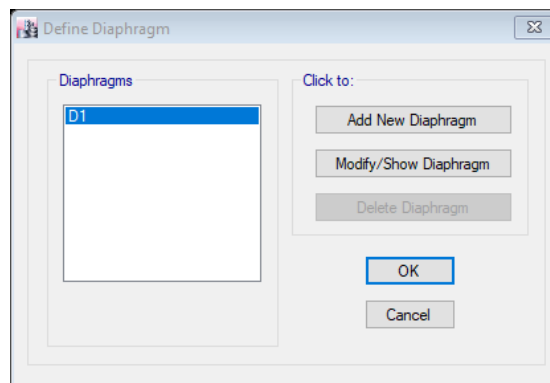 Define Diaphragm
Diaphragms
D1
Click to:
Add New Diaphragm
Modify/Show Diaphragm
Delete Diaphragm
OK
Cancel